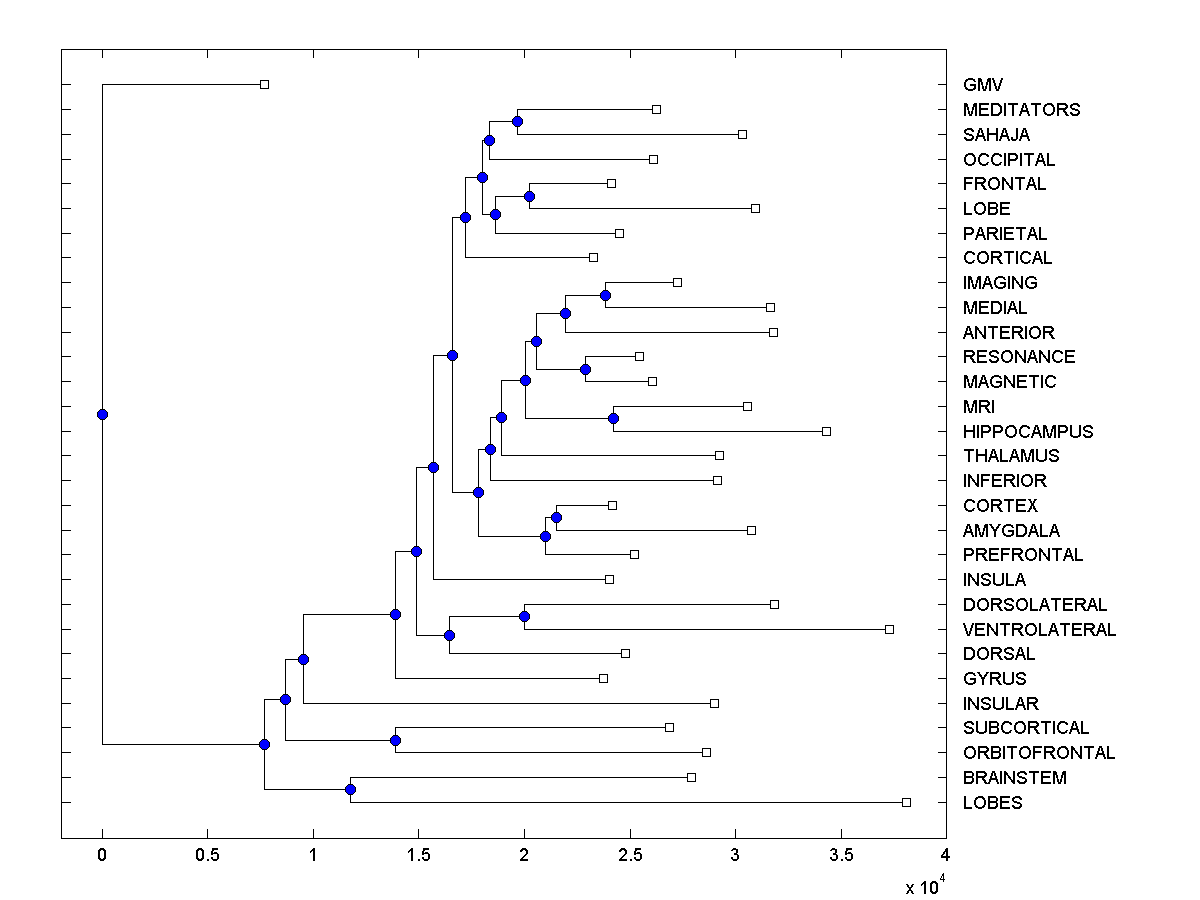 GMV
MEDITATORS
SAHAJA
OCCIPITAL
FRONTAL
LOBE
PARIETAL
CORTICAL
IMAGING
MEDIAL
ANTERIOR
RESONANCE
MAGNETIC
MRI
HIPPOCAMPUS
THALAMUS
INFERIOR
CORTEX
AMYGDALA
PREFRONTAL
INSULA
DORSOLATERAL
VENTROLATERAL
DORSAL
GYRUS
INSULAR
SUBCORTICAL
ORBITOFRONTAL
BRAINSTEM
LOBES
0 0.5 1 1.5 2 2.5 3 3.5 4
x 10^4